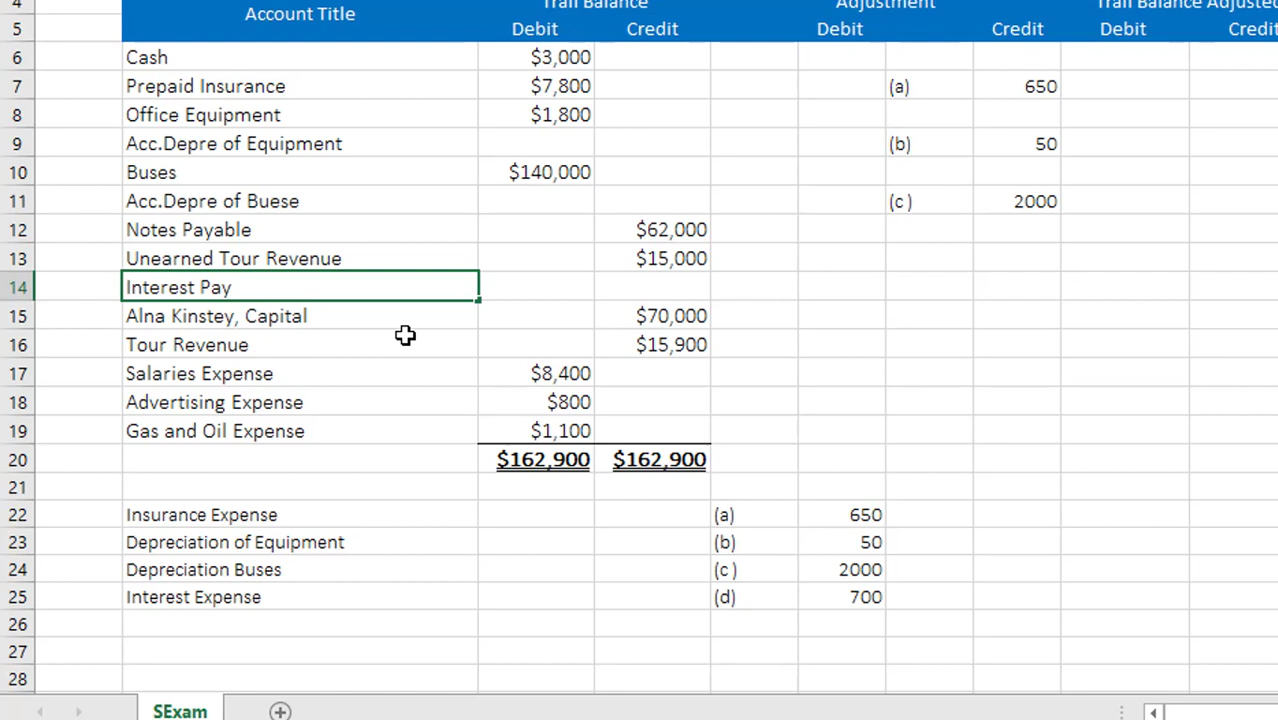 4 Account Title Trail Balance Adjustment Trail Balance Adjusted
5 Debit Credit Debit Credit Debit Credit
6 Cash $3,000
7 Prepaid Insurance $7,800 (a) 650
8 Office Equipment $1,800
9 Acc.Depre of Equipment (b) 50
10 Buses $140,000
11 Acc.Depre of Buese (c ) 2000
12 Notes Payable $62,000
13 Unearned Tour Revenue $15,000
14 Interest Pay
15 Alna Kinstey, Capital $70,000
16 Tour Revenue $15,900
17 Salaries Expense $8,400
18 Advertising Expense $800
19 Gas and Oil Expense $1,100
20 $162,900 $162,900
21
22 Insurance Expense (a) 650
23 Depreciation of Equipment (b) 50
24 Depreciation Buses (c ) 2000
25 Interest Expense (d) 700
26
27
28
SExam